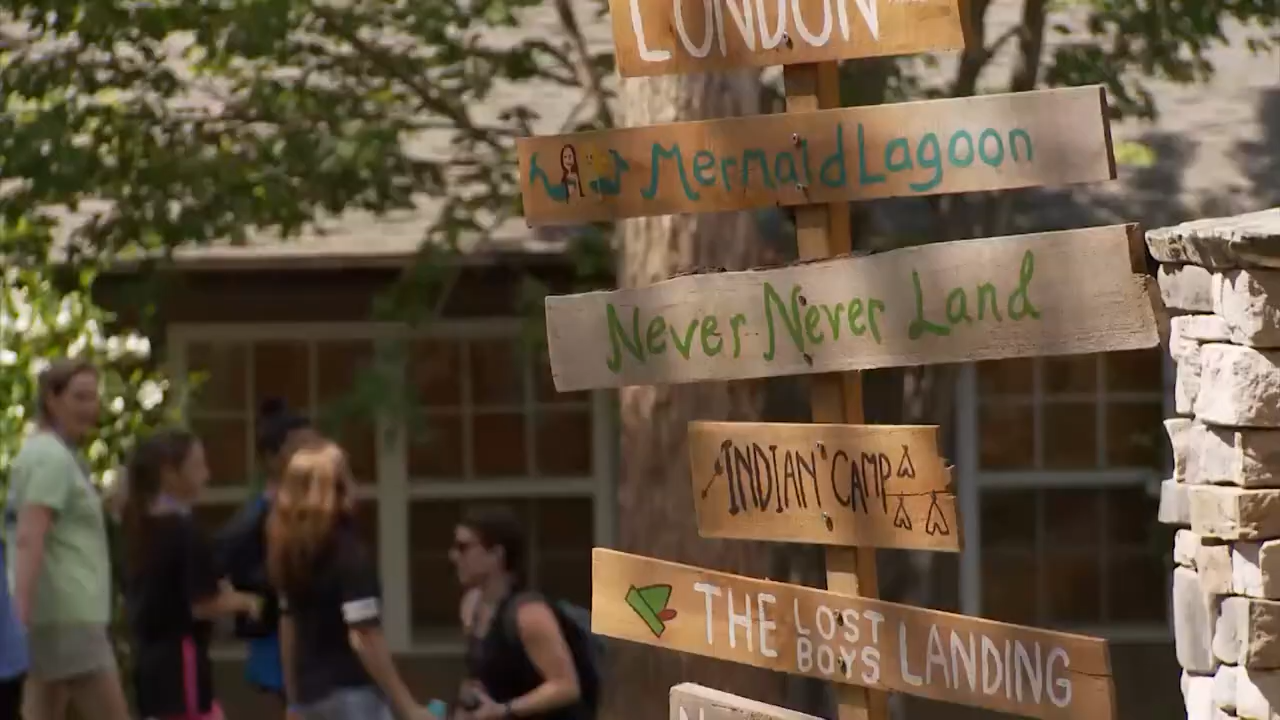 LONDON
Mermaid Lagoon
Never Never Land
INDIAN CAMP
THE LOST BOYS LANDING